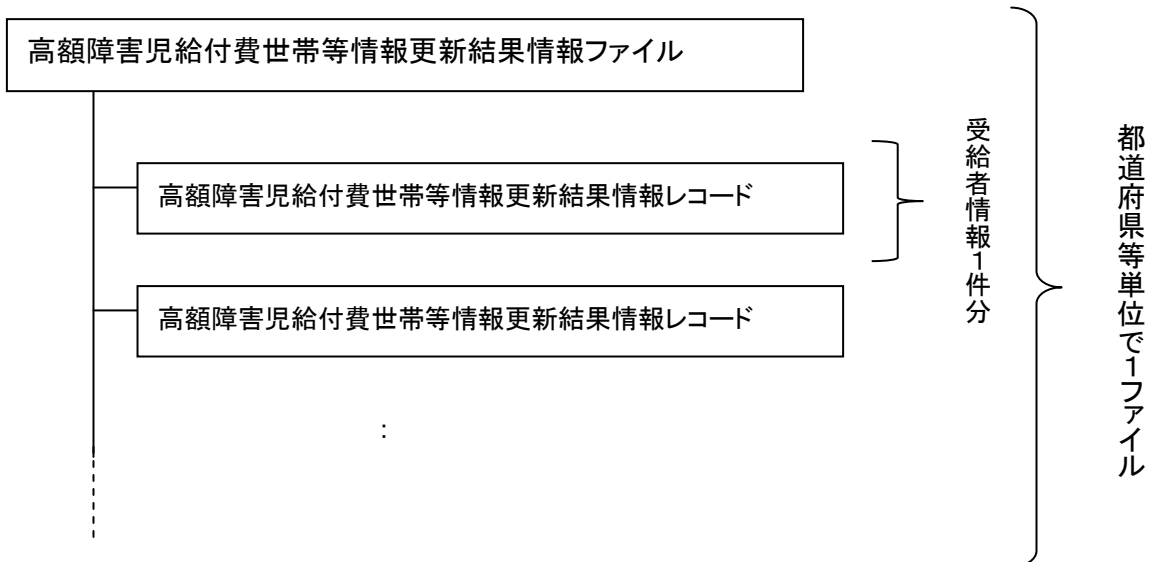 高額障害児給付費世帯等情報更新結果情報ファイル
高額障害児給付費世帯等情報更新結果情報レコード
受給者情報1件分
高額障害児給付費世帯等情報更新結果情報レコード
:
都道府県等単位で1ファイル